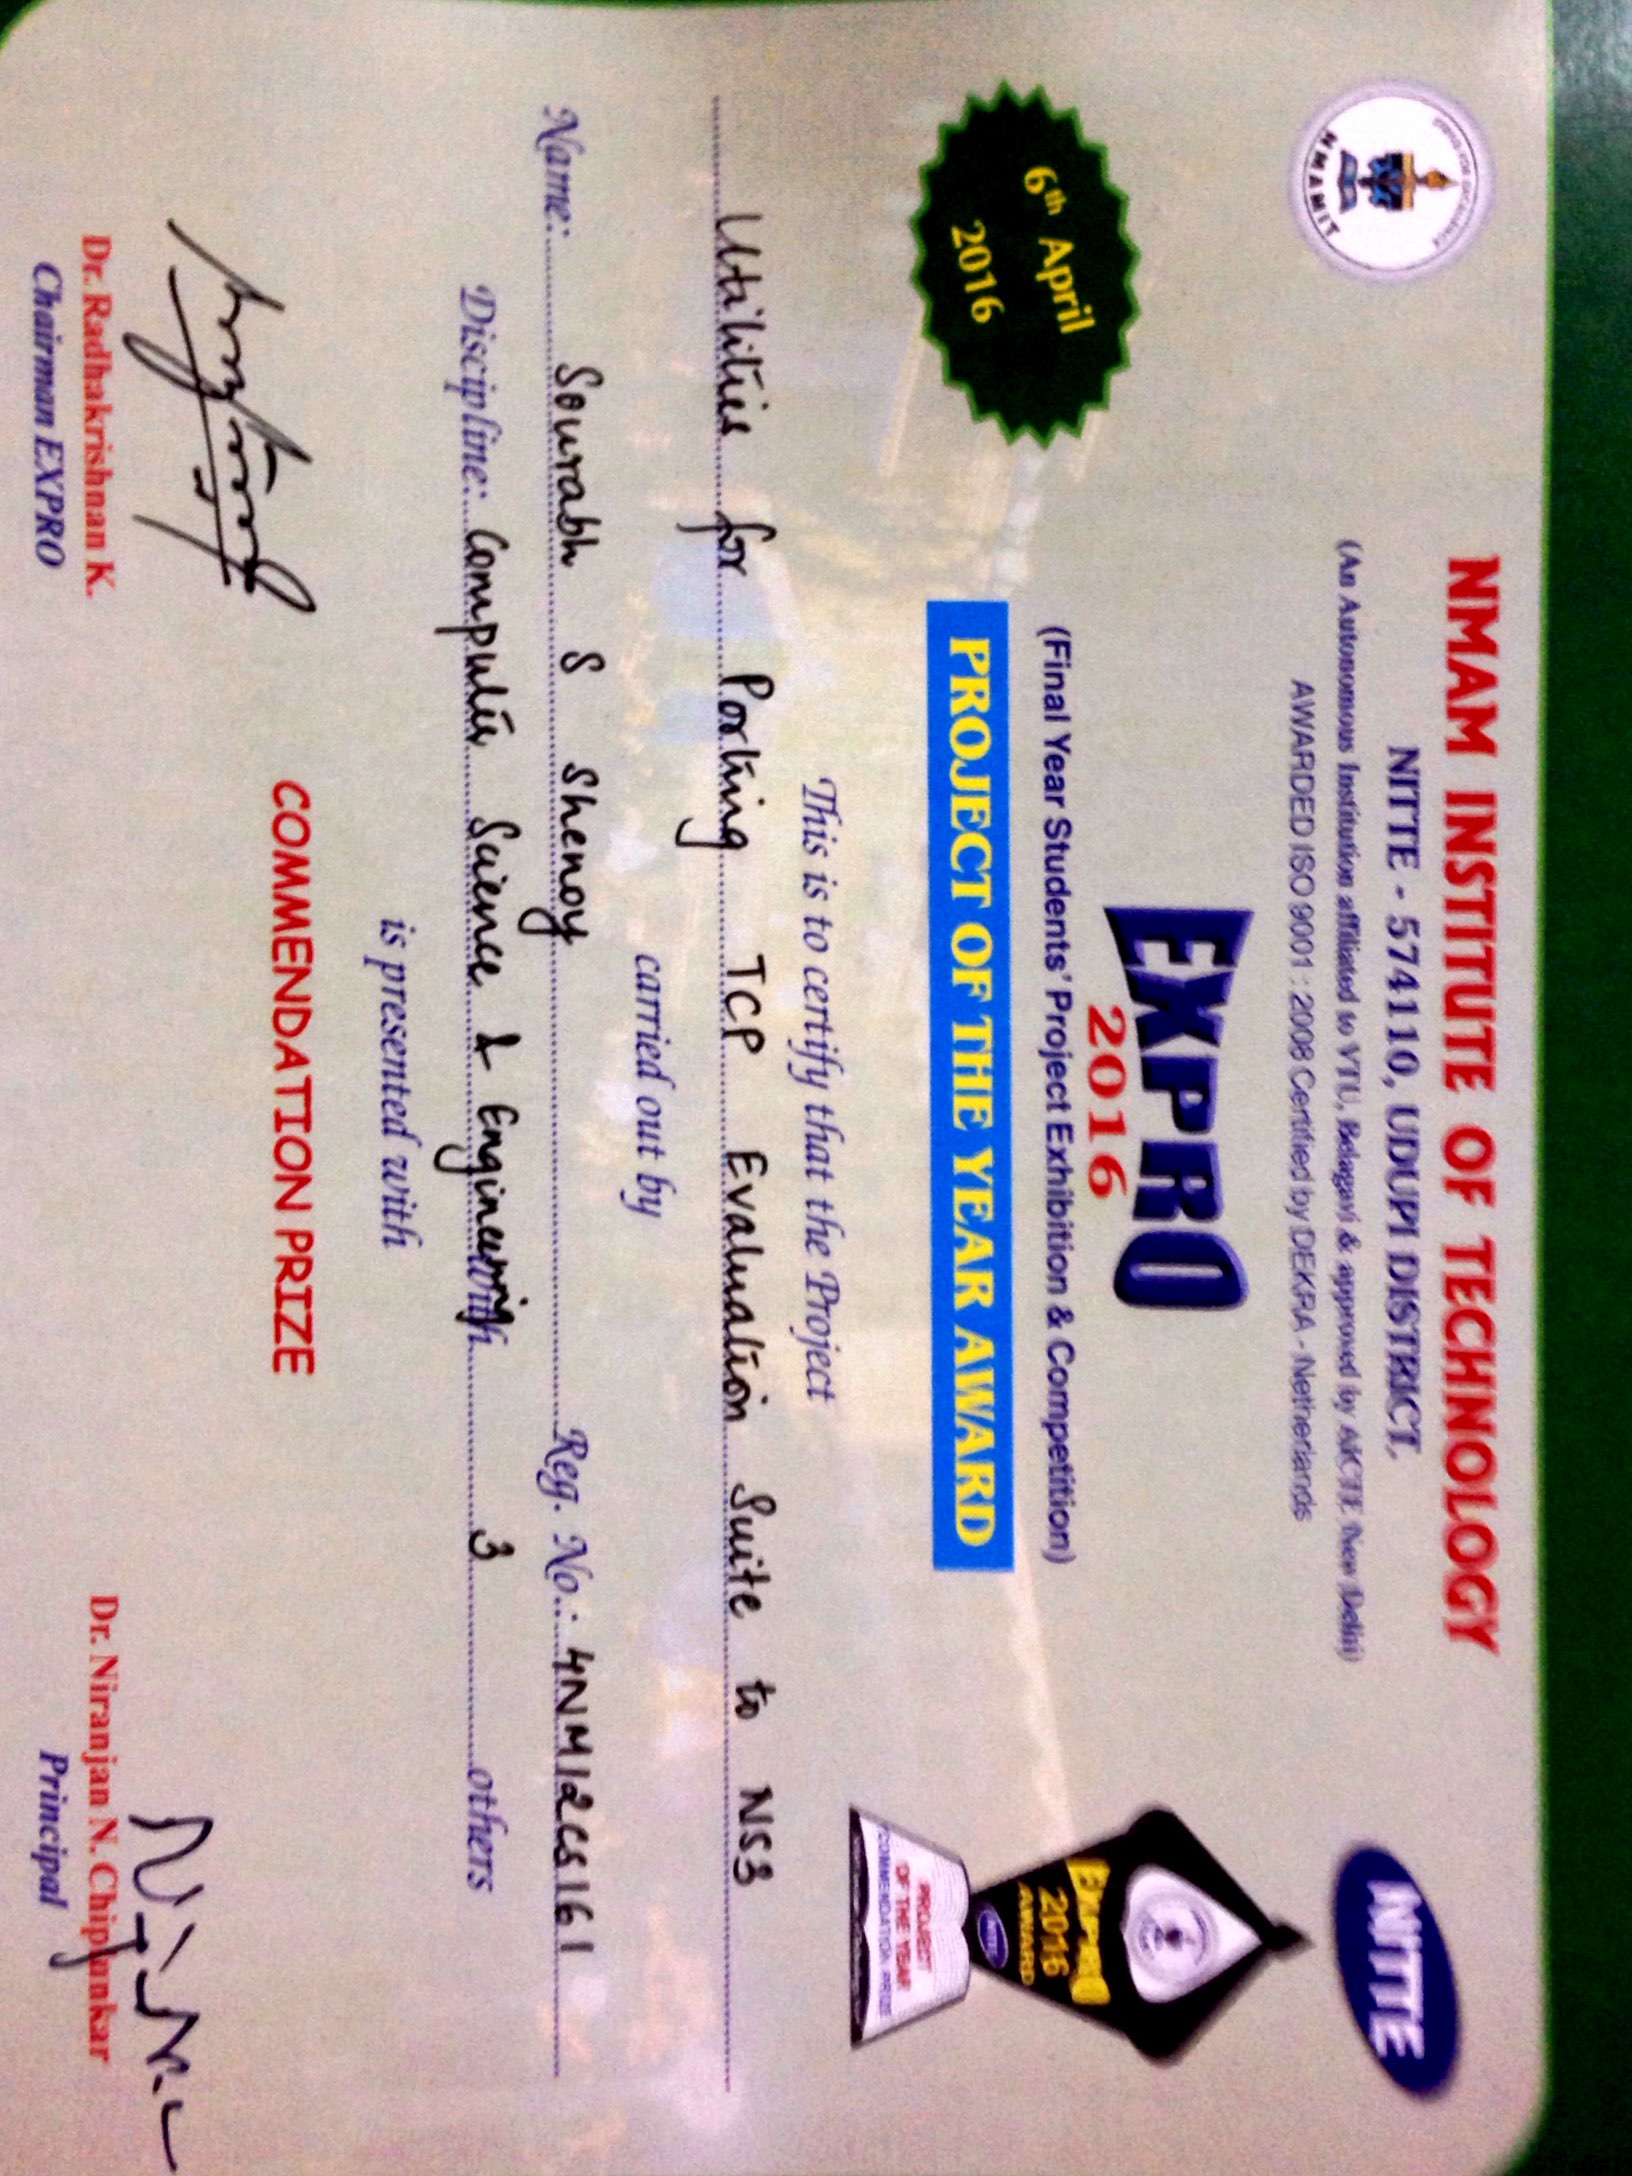 NMAM INSTITUTE OF TECHNOLOGY
NITTE - 574110, UDUPI DISTRICT.
(An Autonomous Institution affiliated to VTU, Belagavi & approved by AICTE New Delhi)
AWARDED ISO 9001 : 2008 Certified by DEKRA - Netherlands
NMAMIT
NITTE
EXPRO
2016
(Final Year Students' Project Exhibition & Competition)
6th April
2016
PROJECT OF THE YEAR AWARD
EXPRO
2016
AWARD
PROJECT
OF THE YEAR
COMMENDATION PRIZE
This is to certify that the Project
Utilities for Porting TCP Evaluation Suite to NS3
carried out by
Name: Sourabh S Shenoy Reg. No.: 4NM12CS161
Discipline: Computer Science & Engineering with 3 others
is presented with
COMMENDATION PRIZE
Dr. Radhakrishnan K. Dr. Niranjan N. Chiplunkar
Chairman EXPRO Principal